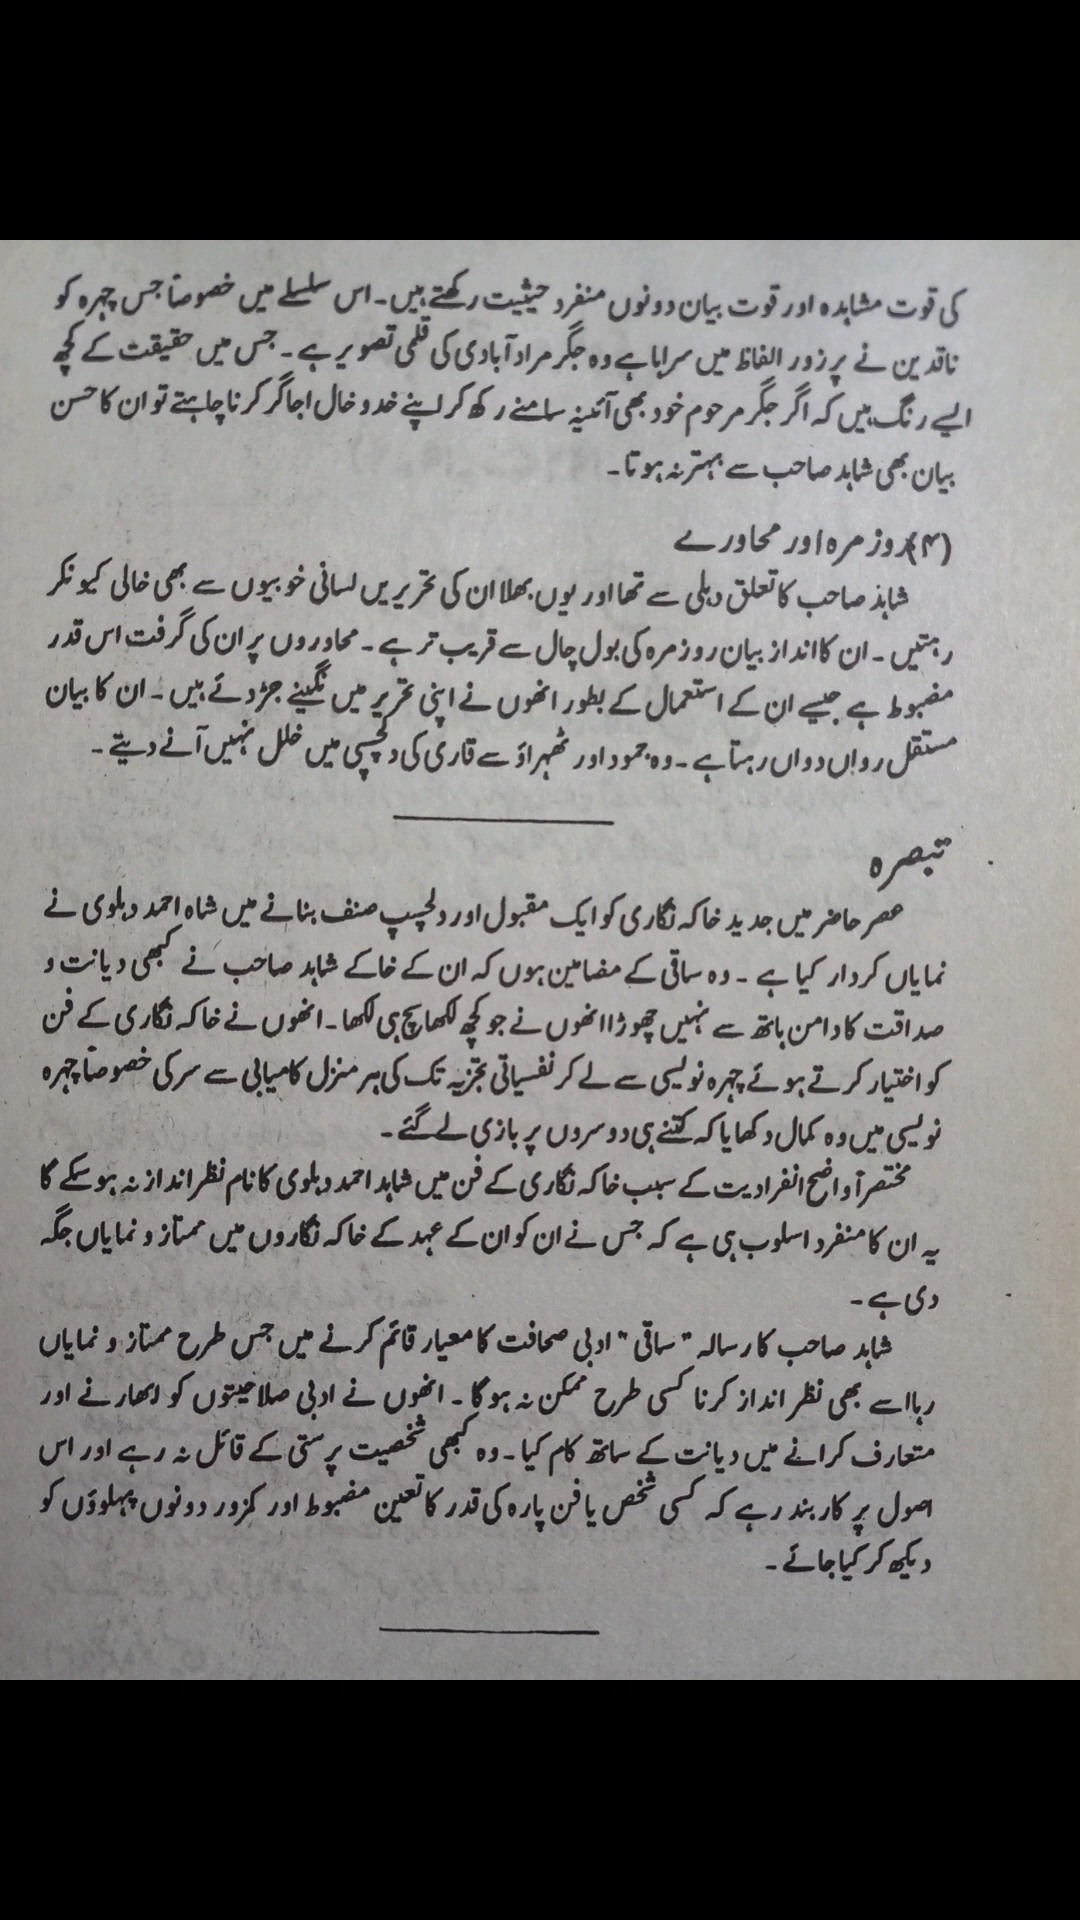 کی قوت مشاہدہ اور قوت بیان دونوں منفرد حیثیت رکھتے ہیں۔ اس سلسلے میں خصوصاً جس چہرہ کو
ناقدین نے پرزور الفاظ میں سراہا ہے وہ جگر مرادآبادی کی قلمی تصویر ہے۔ جس میں حقیقت کے کچھ
ایسے رنگ ہیں کہ اگر جگر مرحوم خود بھی آئینہ سامنے رکھ کر اپنے خدوخال اجاگر کرنا چاہتے تو ان کا حسن
بیان بھی شاہد صاحب سے بہتر نہ ہوتا۔
(۴) روزمرہ اور محاورے
شاہد صاحب کا تعلق دہلی سے تھا اور یوں بھلا ان کی تحریریں لسانی خوبیوں سے بھی خالی کیونکر
رہتیں۔ ان کا انداز بیان روزمرہ کی بول چال سے قریب تر ہے۔ محاوروں پر ان کی گرفت اس قدر
مضبوط ہے جیسے ان کے استعمال کے بطور انھوں نے اپنی تحریر میں نگینے جڑ دئے ہیں۔ ان کا بیان
مستقل رواں دواں رہتا ہے۔ وہ جمود اور ٹھہراؤ سے قاری کی دلچسپی میں خلل نہیں آنے دیتے۔
تبصرہ
عصر حاضر میں جدید خاکہ نگاری کو ایک مقبول اور دلچسپ صنف بنانے میں شاہ احمد دہلوی نے
نمایاں کردار کیا ہے۔ وہ ساقی کے مضامین ہوں کہ ان کے خاکے شاہد صاحب نے کبھی دیانت و
صداقت کا دامن ہاتھ سے نہیں چھوڑا انھوں نے جو کچھ لکھا سچ ہی لکھا۔ انھوں نے خاکہ نگاری کے فن
کو اختیار کرتے ہوئے چہرہ نویسی سے لے کر نفسیاتی تجزیہ تک کی ہر منزل کامیابی سے سر کی خصوصاً چہرہ
نویسی میں وہ کمال دکھایا کہ کتنے ہی دوسروں پر بازی لے گئے۔
مختصراً واضح انفرادیت کے سبب خاکہ نگاری کے فن میں شاہد احمد دہلوی کا نام نظر انداز نہ ہو سکے گا
یہ ان کا منفرد اسلوب ہی ہے کہ جس نے ان کو ان کے عہد کے خاکہ نگاروں میں ممتاز و نمایاں جگہ
دی ہے۔
شاہد صاحب کا رسالہ "ساقی" ادبی صحافت کا معیار قائم کرنے میں جس طرح ممتاز و نمایاں
رہا اسے بھی نظر انداز کرنا کسی طرح ممکن نہ ہوگا۔ انھوں نے ادبی صلاحیتوں کو ابھارنے اور
متعارف کرانے میں دیانت کے ساتھ کام کیا۔ وہ کبھی شخصیت پرستی کے قائل نہ رہے اور اس
اصول پر کاربند رہے کہ کسی شخص یا فن پارہ کی قدر کا تعین مضبوط اور کمزور دونوں پہلوؤں کو
دیکھ کر کیا جائے۔